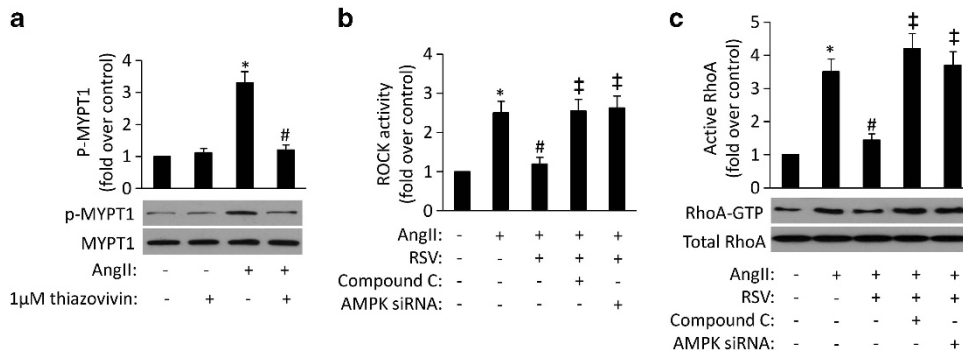 a
P-MYPT1
(fold over control)
4
3
2
1
0
*
#
p-MYPT1
MYPT1
AngII: - - + +
1μM thiazovivin: - + - +
b
ROCK activity
(fold over control)
4
3
2
1
0
*
#
‡
‡
AngII: - + + + +
RSV: - - + + +
Compound C: - - - + -
AMPK siRNA: - - - - +
c
Active RhoA
(fold over control)
5
4
3
2
1
0
*
#
‡
‡
RhoA-GTP
Total RhoA
AngII: - + + + +
RSV: - - + + +
Compound C: - - - + -
AMPK siRNA: - - - - +